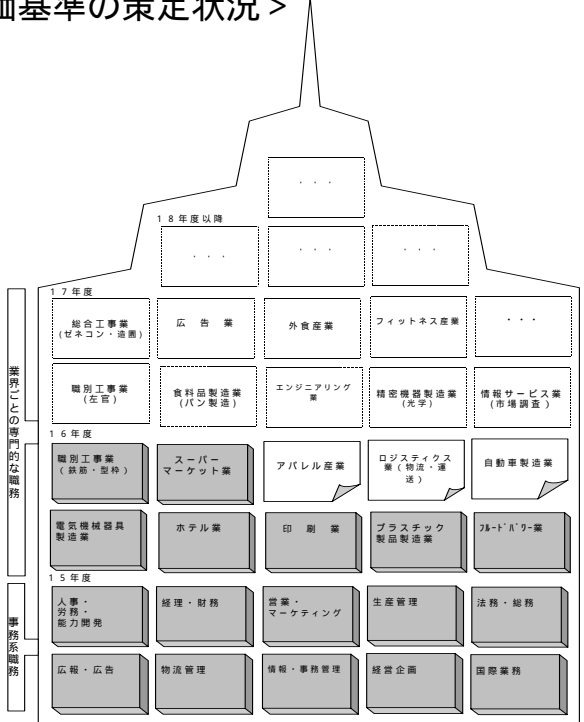 価基準の策定状況>
・・・
18年度以降
・・・
・・・
・・・
17年度
総合工事業
(ゼネコン・造園)
広告業
外食産業
フィットネス産業
・・・
職別工事業
(左官)
食料品製造業
(パン製造)
エンジニアリング
業
精密機器製造業
(光学)
情報サービス業
(市場調査)
業界ごとの専門的な職務
16年度
職別工事業
(鉄筋・型枠)
スーパー
マーケット業
アパレル産業
ロジスティクス
業(物流・運
送)
自動車製造業
電気機械器具
製造業
ホテル業
印刷業
プラスチック
製品製造業
フルードパワー業
15年度
人事・
労務・
能力開発
経理・財務
営業・
マーケティング
生産管理
法務・総務
事務系職務
広報・広告
物流管理
情報・事務管理
経営企画
国際業務